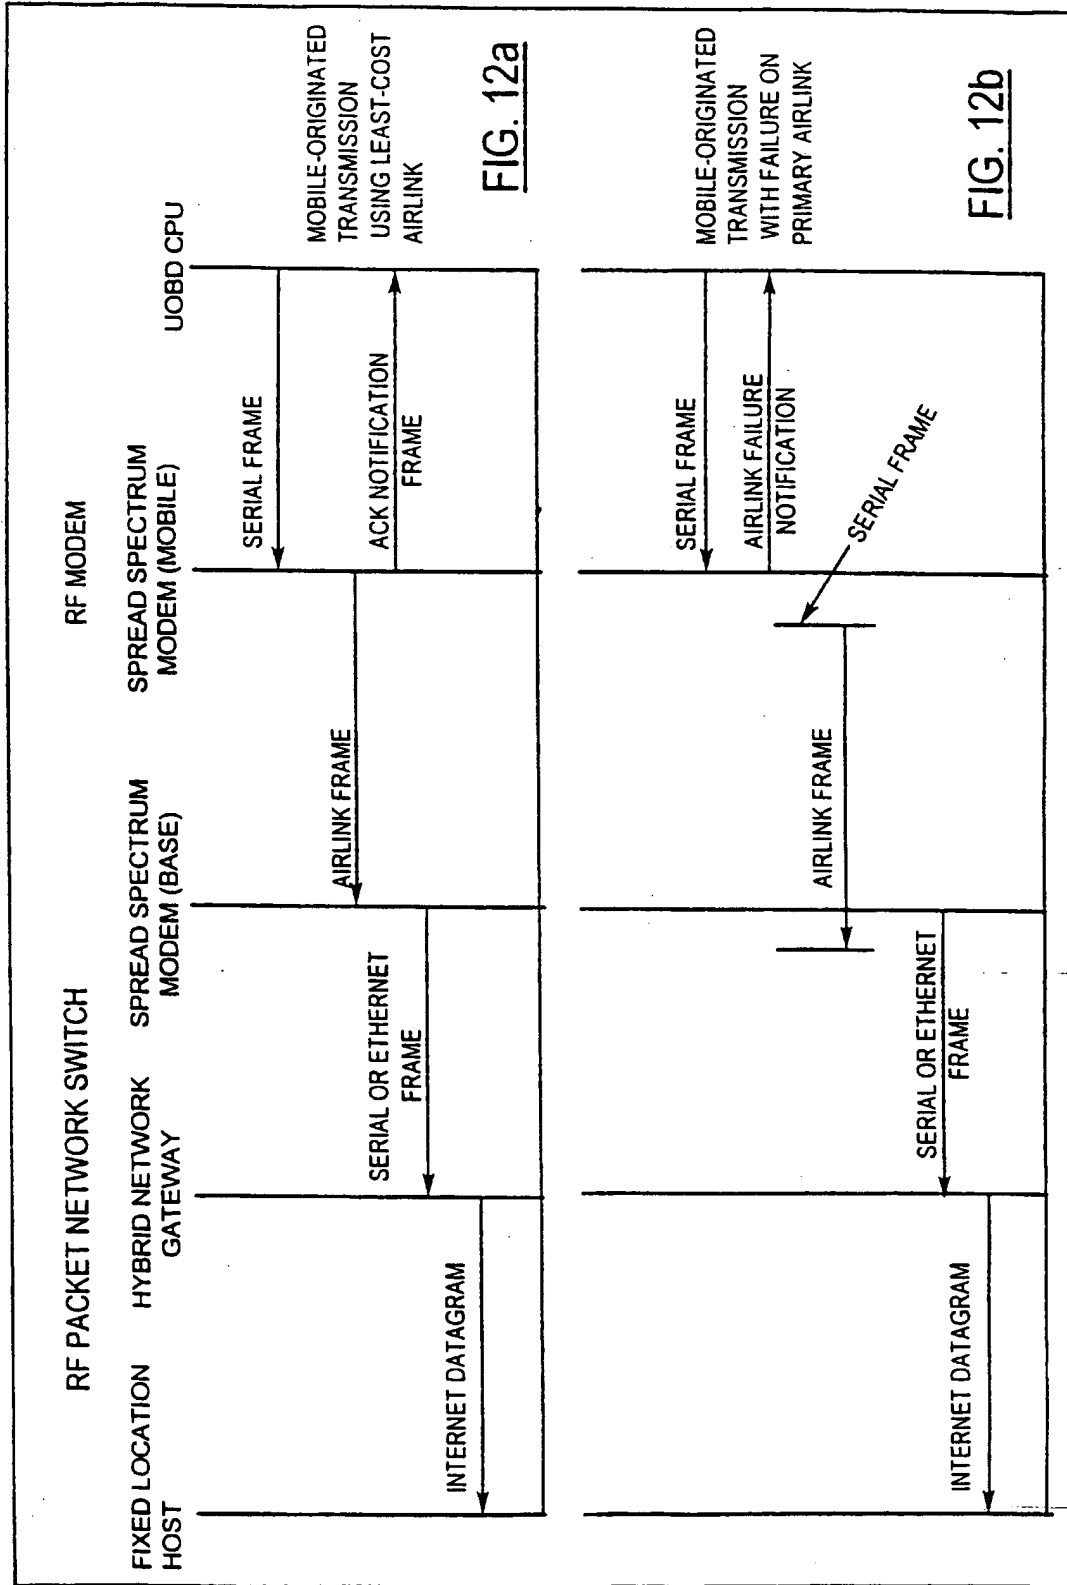 RF PACKET NETWORK SWITCH
RF MODEM
FIXED LOCATION
HOST
HYBRID NETWORK
GATEWAY
SPREAD SPECTRUM
MODEM (BASE)
SPREAD SPECTRUM
MODEM (MOBILE)
UOBD CPU
SERIAL FRAME
ACK NOTIFICATION
FRAME
AIRLINK FRAME
SERIAL OR ETHERNET
FRAME
INTERNET DATAGRAM
MOBILE-ORIGINATED
TRANSMISSION
USING LEAST-COST
AIRLINK
FIG. 12a
SERIAL FRAME
AIRLINK FAILURE
NOTIFICATION
SERIAL FRAME
AIRLINK FRAME
SERIAL OR ETHERNET
FRAME
INTERNET DATAGRAM
MOBILE-ORIGINATED
TRANSMISSION
WITH FAILURE ON
PRIMARY AIRLINK
FIG. 12b